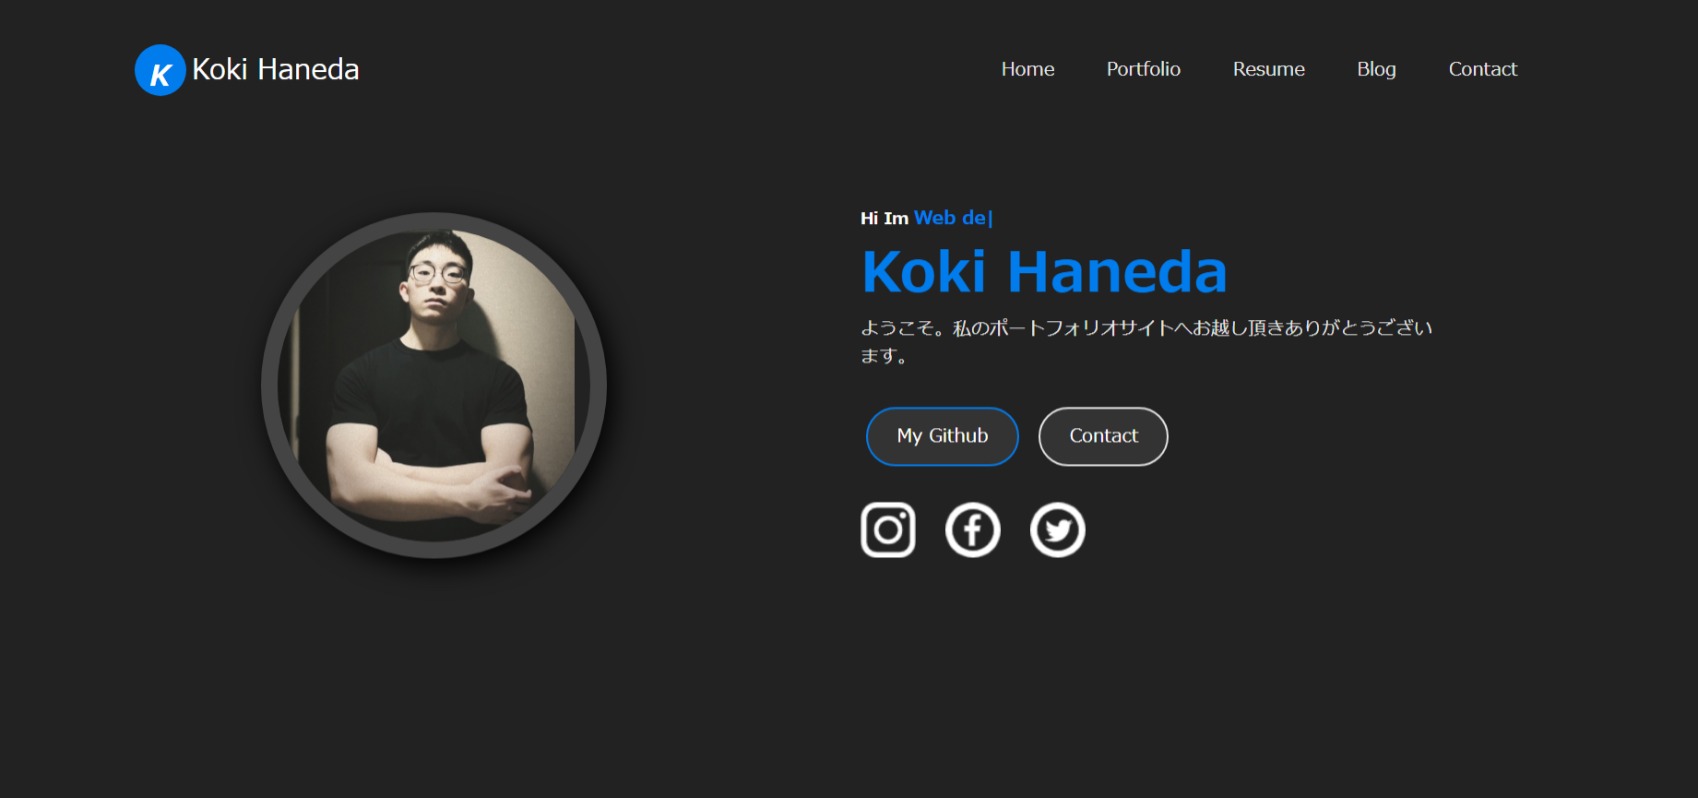 K Koki Haneda
Home Portfolio Resume Blog Contact
Hi Im Web de|
Koki Haneda
ようこそ。私のポートフォリオサイトへお越し頂きありがとうござい
ます。
My Github Contact